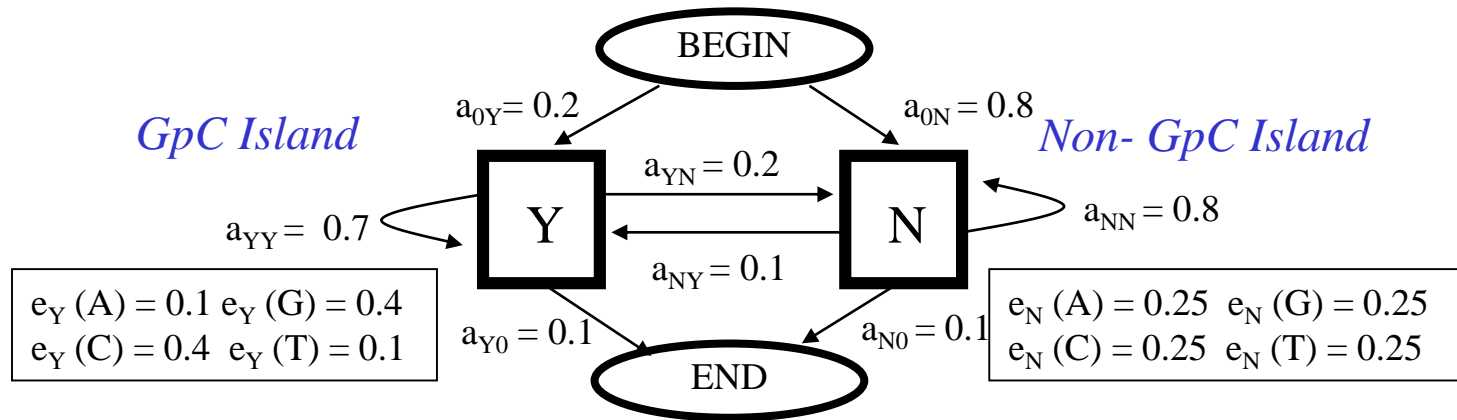 BEGIN
a0Y= 0.2
a0N= 0.8
GpC Island
Non- GpC Island
aYN = 0.2
Y
N
aYY = 0.7
aNN = 0.8
aNY = 0.1
eY (A) = 0.1 eY (G) = 0.4
eY (C) = 0.4 eY (T) = 0.1
eN (A) = 0.25 eN (G) = 0.25
eN (C) = 0.25 eN (T) = 0.25
aY0 = 0.1
aN0 = 0.1
END